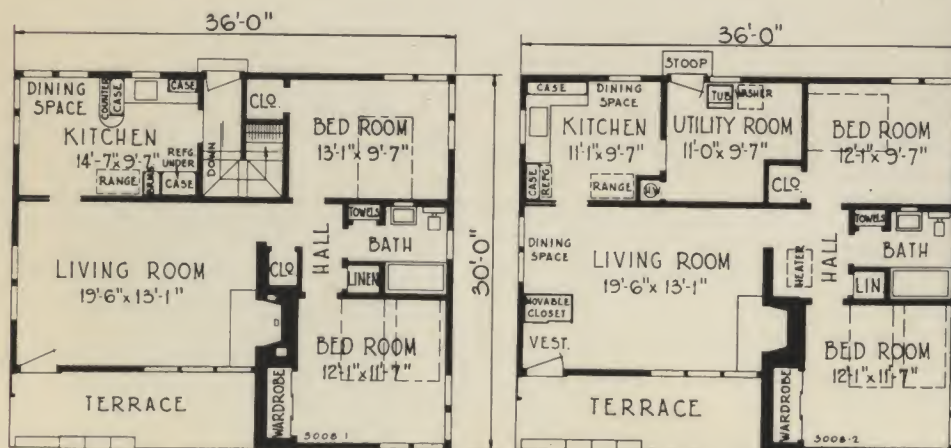 36'-0"
DINING
SPACE
COUNTER
CASE
CASE
KITCHEN
14'-7" x 9'-7"
REFG
UNDER
RANGE
CASE
DOWN
CLO.
BED ROOM
13'-1" x 9'-7"
30'-0"
LIVING ROOM
19'-6" x 13'-1"
CLO
HALL
TOWELS
BATH
LINEN
D
BED ROOM
12'-1" x 11'-7"
WARDROBE
TERRACE
5008-1
36'-0"
STOOP
CASE
DINING
SPACE
KITCHEN
11'-1" x 9'-7"
CASE
REFG
RANGE
HW
TUB
WASHER
UTILITY ROOM
11'-0" x 9'-7"
CLO
BED ROOM
12'-1" x 9'-7"
DINING
SPACE
LIVING ROOM
19'-6" x 13'-1"
MOVABLE
CLOSET
VEST.
HEATER
HALL
TOWELS
BATH
LIN
BED ROOM
12'-1" x 11'-7"
WARDROBE
TERRACE
5008-2